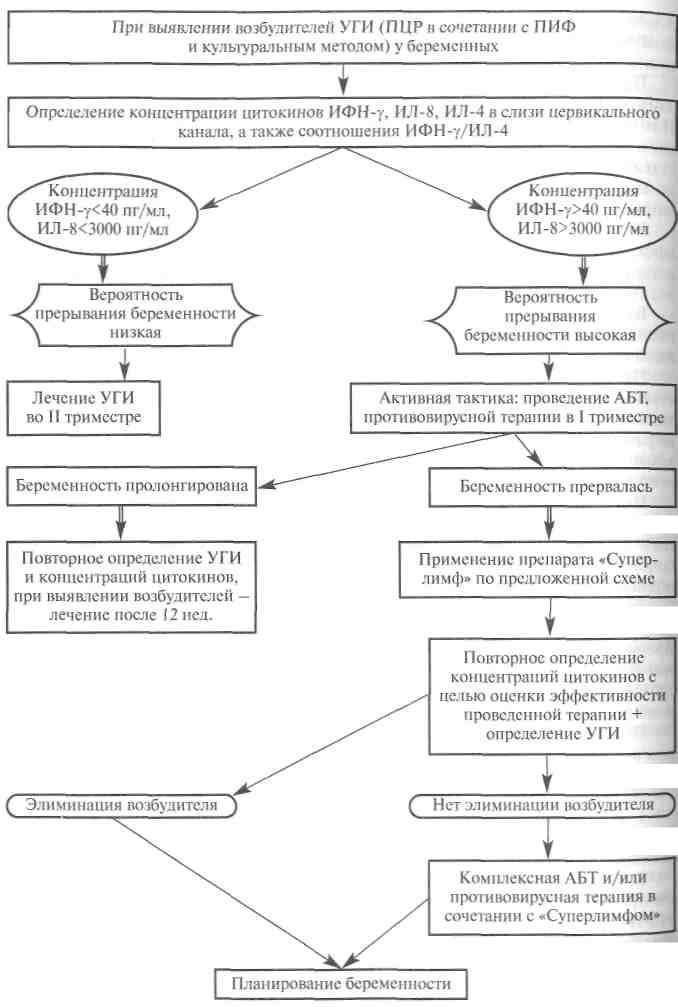 При выявлении возбудителей УГИ (ПЦР в сочетании с ПИФ
и культуральным методом) у беременных
Определение концентрации цитокинов ИФН-γ, ИЛ-8, ИЛ-4 в слизи цервикального
канала, а также соотношения ИФН-γ/ИЛ-4
Концентрация
ИФН-γ<40 пг/мл,
ИЛ-8<3000 пг/мл
Концентрация
ИФН-γ>40 пг/мл,
ИЛ-8>3000 пг/мл
Вероятность
прерывания беременности
низкая
Вероятность
прерывания
беременности высокая
Лечение УГИ
во II триместре
Активная тактика: проведение АБТ,
противовирусной терапии в I триместре
Беременность пролонгирована
Беременность прервалась
Повторное определение УГИ
и концентраций цитокинов,
при выявлении возбудителей –
лечение после 12 нед.
Применение препарата «Супер-
лимф» по предложенной схеме
Повторное определение
концентраций цитокинов с
целью оценки эффективности
проведенной терапии +
определение УГИ
Элиминация возбудителя
Нет элиминации возбудителя
Комплексная АБТ и/или
противовирусная терапия в
сочетании с «Суперлимфом»
Планирование беременности